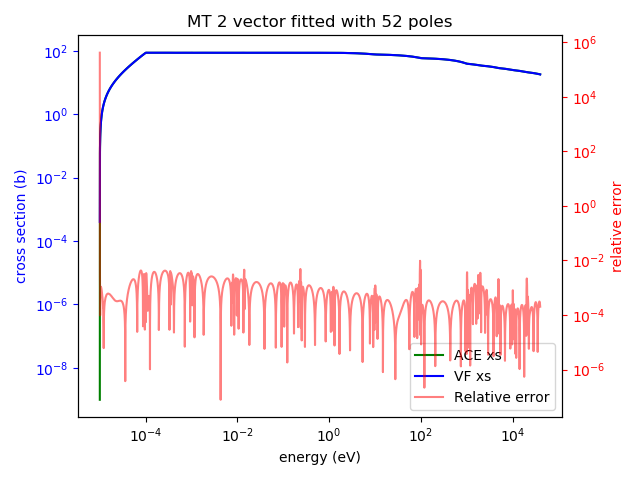 MT 2 vector fitted with 52 poles
cross section (b)
10^2
10^0
10^−2
10^−4
10^−6
10^−8
10^6
10^4
10^2
10^0
10^−2
10^−4
10^−6
relative error
ACE xs
VF xs
Relative error
10^−4
10^−2
10^0
10^2
10^4
energy (eV)